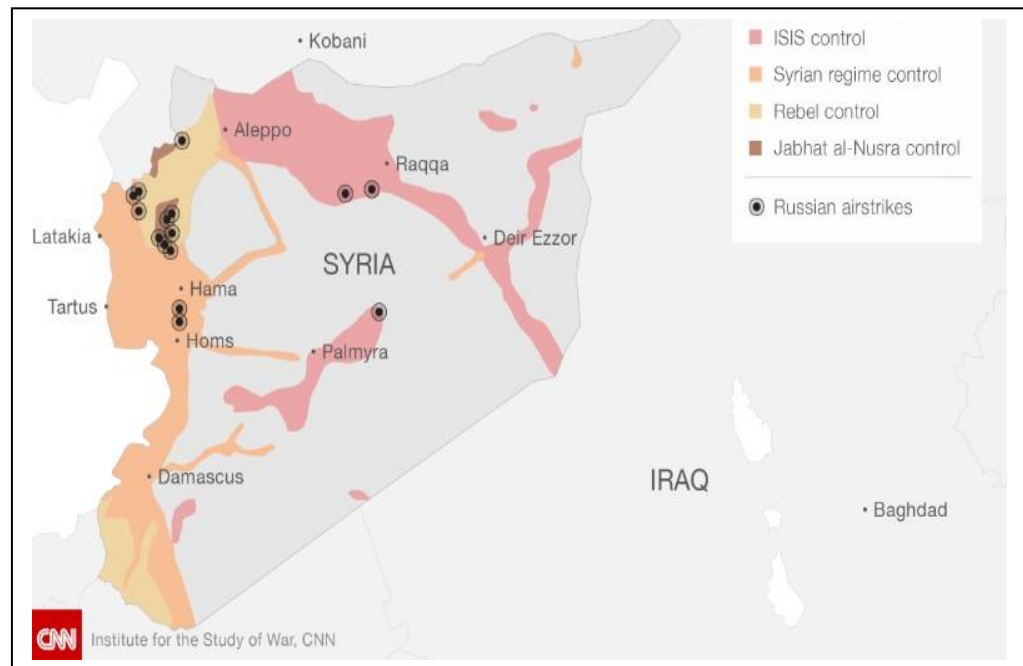 Kobani
ISIS control
Syrian regime control
Rebel control
Jabhat al-Nusra control
Russian airstrikes
Aleppo
Raqqa
Latakia
Deir Ezzor
SYRIA
Hama
Tartus
Homs
Palmyra
Damascus
IRAQ
Baghdad
CNN Institute for the Study of War, CNN